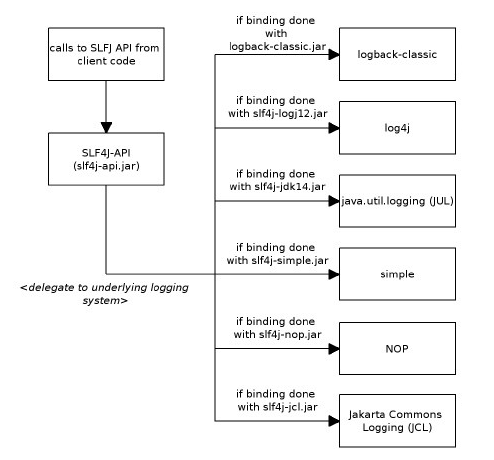 calls to SLFJ API from
client code
SLF4J-API
(slf4j-api.jar)
<delegate to underlying logging
system>
if binding done
with
logback-classic.jar
logback-classic
if binding done
with slf4j-logj12.jar
log4j
if binding done
with slf4j-jdk14.jar
java.util.logging (JUL)
if binding done
with slf4j-simple.jar
simple
if binding done
with slf4j-nop.jar
NOP
if binding done
with slf4j-jcl.jar
Jakarta Commons
Logging (JCL)